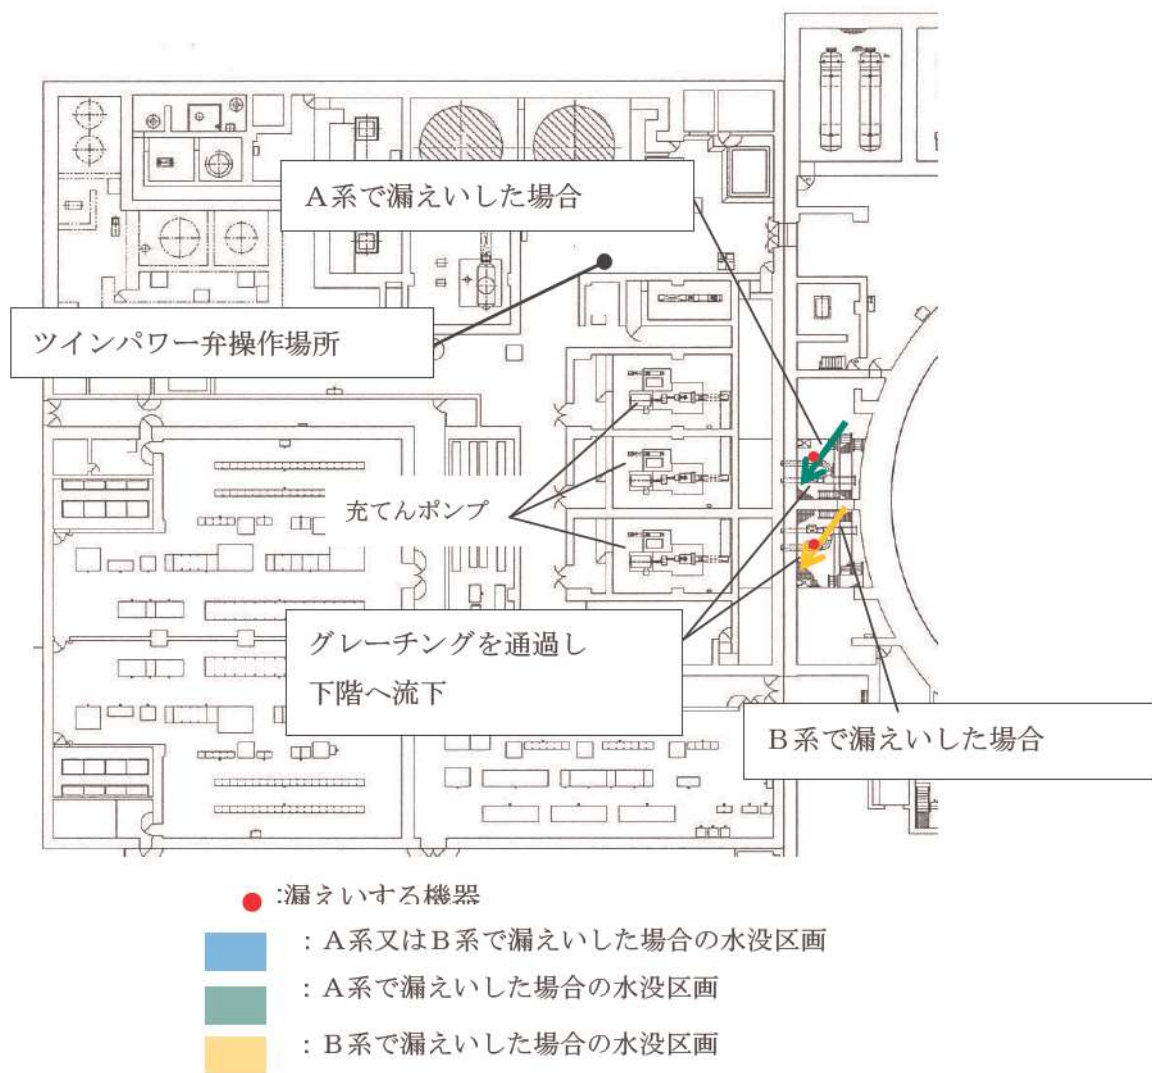 A系で漏えいした場合
ツインパワー弁操作場所
充てんポンプ
グレーチングを通過し
下階へ流下
B系で漏えいした場合
:漏えいする機器
：A系又はB系で漏えいした場合の水没区画
：A系で漏えいした場合の水没区画
：B系で漏えいした場合の水没区画